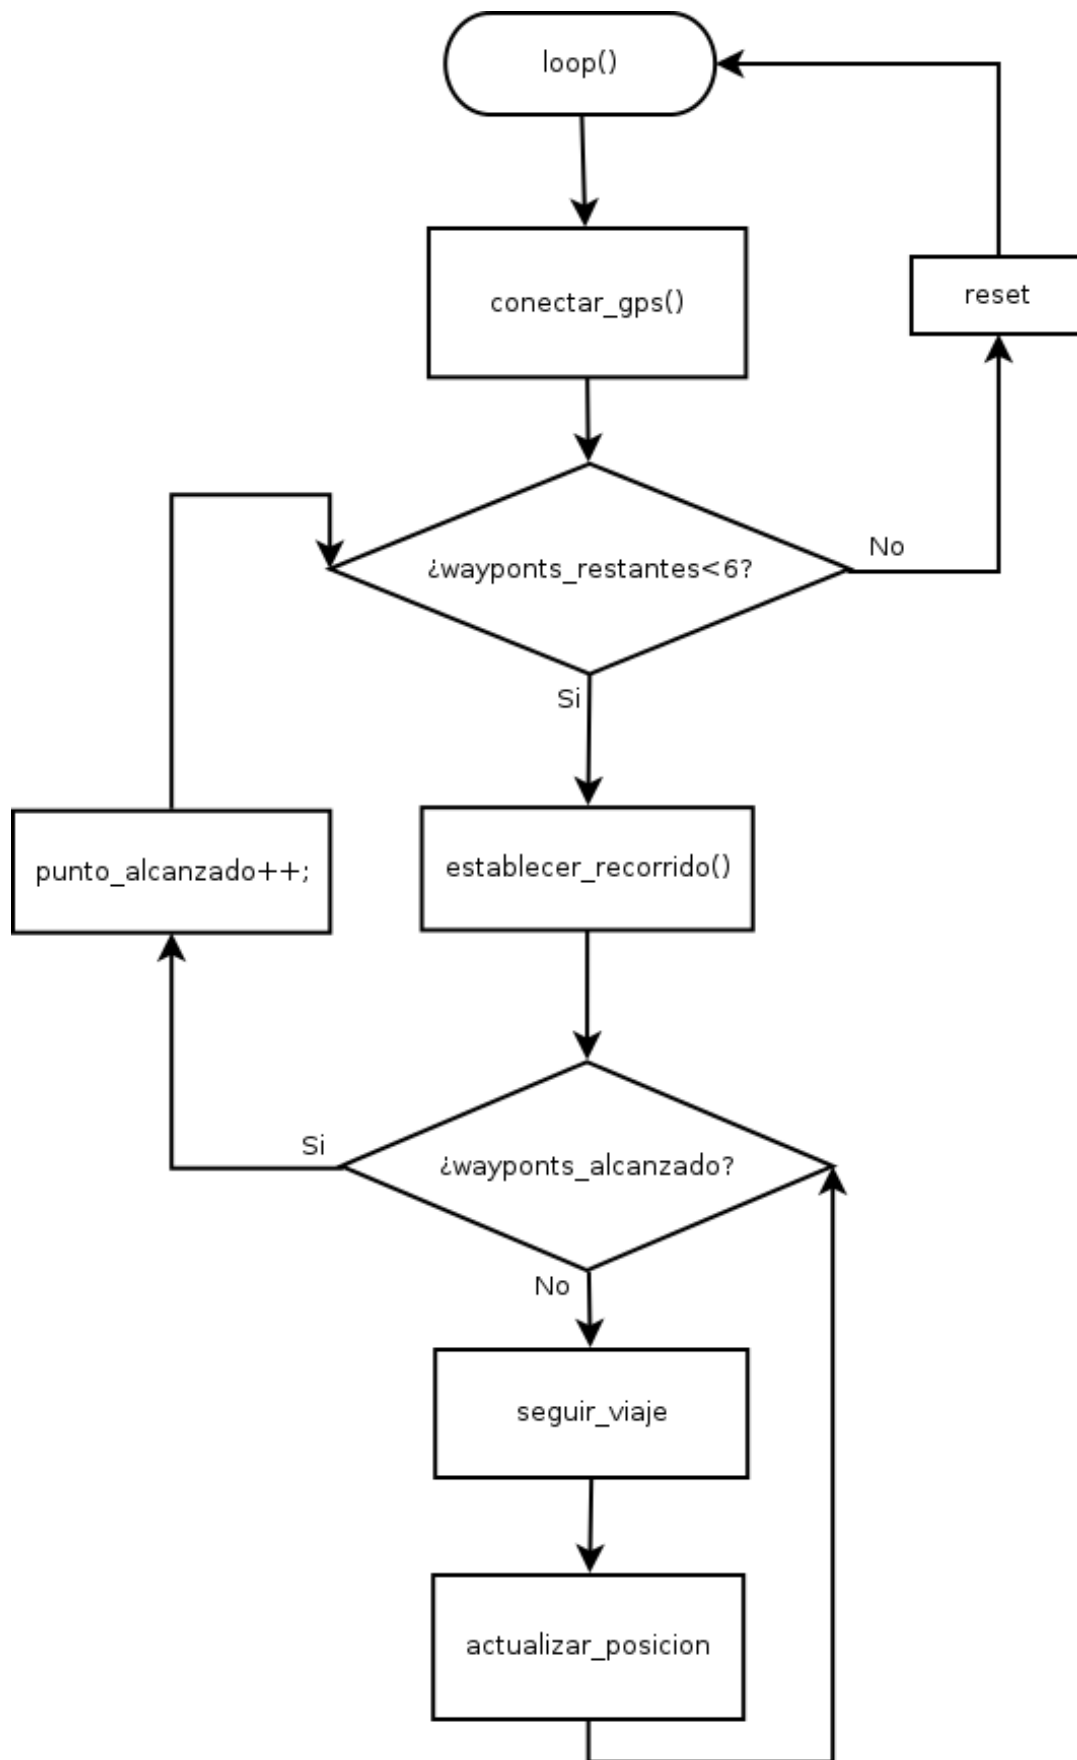 loop()
conectar_gps()
reset
¿wayponts_restantes<6?
No
Si
punto_alcanzado++;
establecer_recorrido()
Si
¿wayponts_alcanzado?
No
seguir_viaje
actualizar_posicion